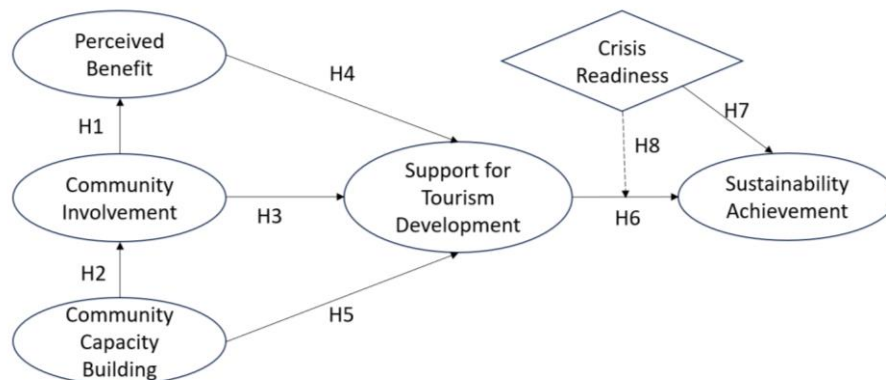 Perceived
Benefit
Crisis
Readiness
H4
H7
H1
H8
Community
Involvement
Support for
Tourism
Development
Sustainability
Achievement
H3
H6
H2
H5
Community
Capacity
Building